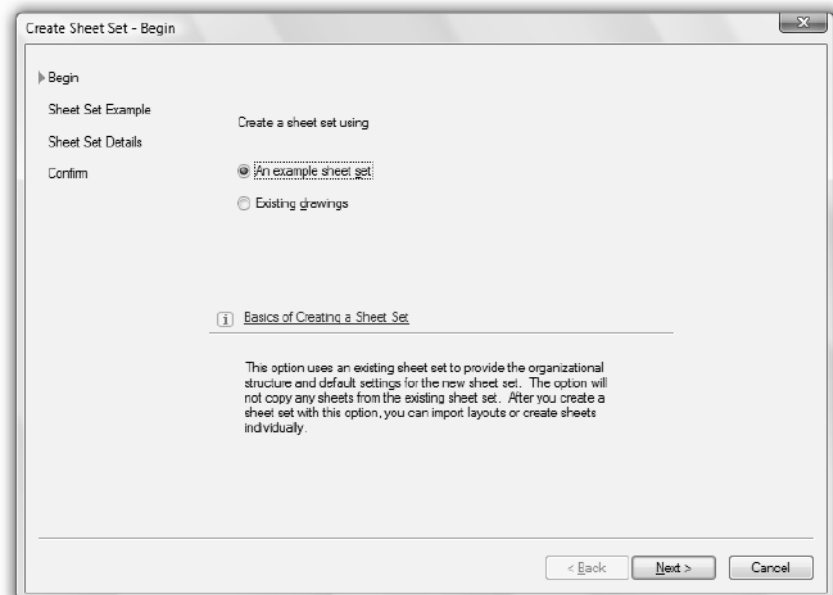 Create Sheet Set - Begin
Begin
Sheet Set Example
Sheet Set Details
Confirm
Create a sheet set using
An example sheet set
Existing drawings
Basics of Creating a Sheet Set
This option uses an existing sheet set to provide the organizational
structure and default settings for the new sheet set. The option will
not copy any sheets from the existing sheet set. After you create a
sheet set with this option, you can import layouts or create sheets
individually.
< Back
Next >
Cancel